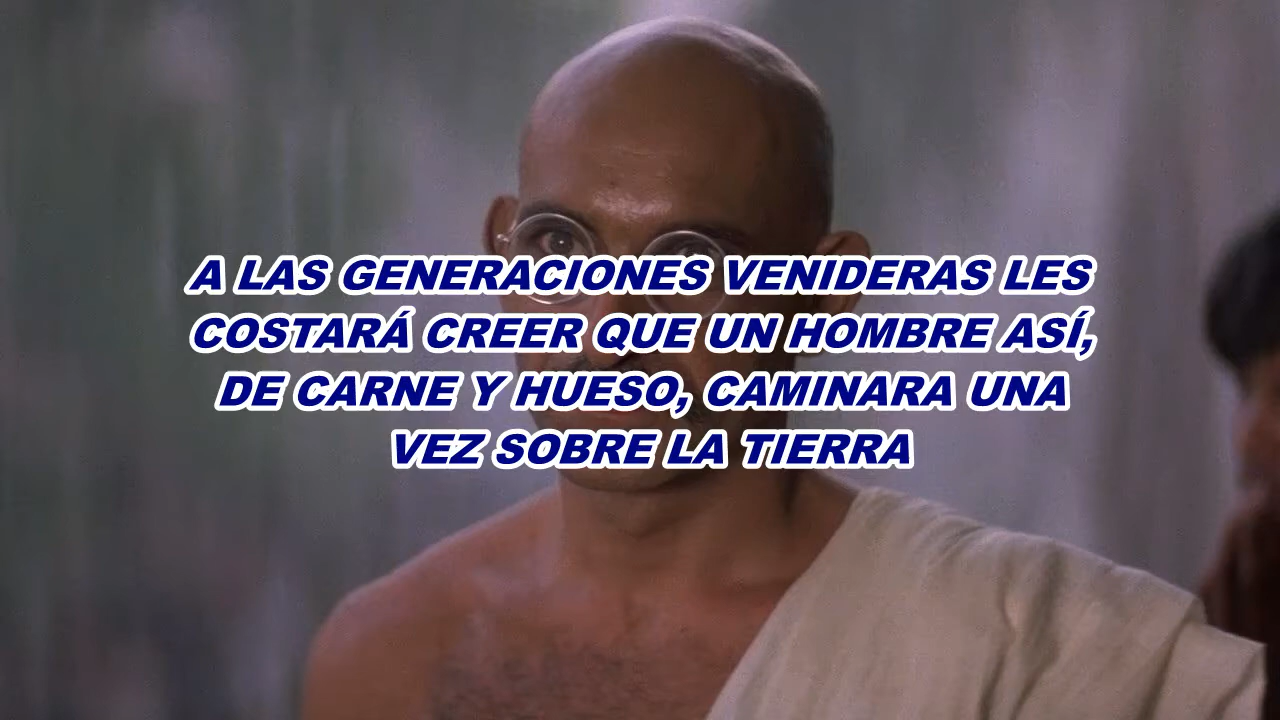 A LAS GENERACIONES VENIDERAS LES
COSTARÁ CREER QUE UN HOMBRE ASÍ,
DE CARNE Y HUESO, CAMINARA UNA
VEZ SOBRE LA TIERRA